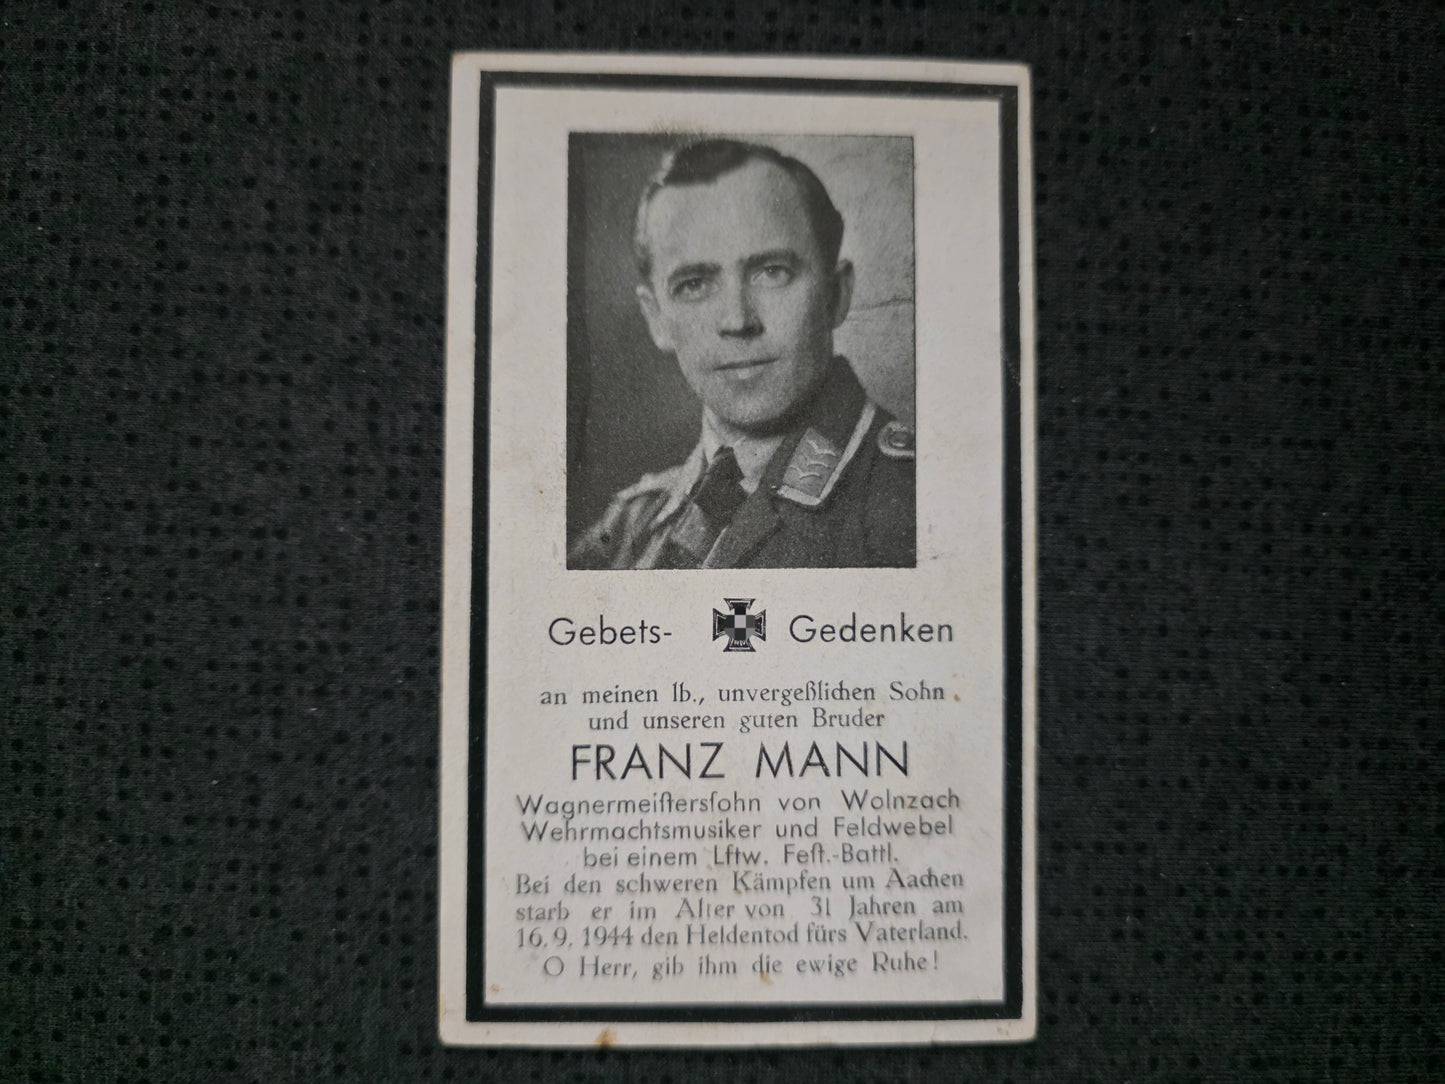 Gebets- Gedenken
an meinen lb., unvergeßlichen Sohn
und unseren guten Bruder
FRANZ MANN
Wagnermeisterssohn von Wolnzach
Wehrmachtsmusiker und Feldwebel
bei einem Lftw. Fest.-Battl.
Bei den schweren Kämpfen um Aachen
starb er im Alter von 31 Jahren am
16. 9. 1944 den Heldentod fürs Vaterland.
O Herr, gib ihm die ewige Ruhe!